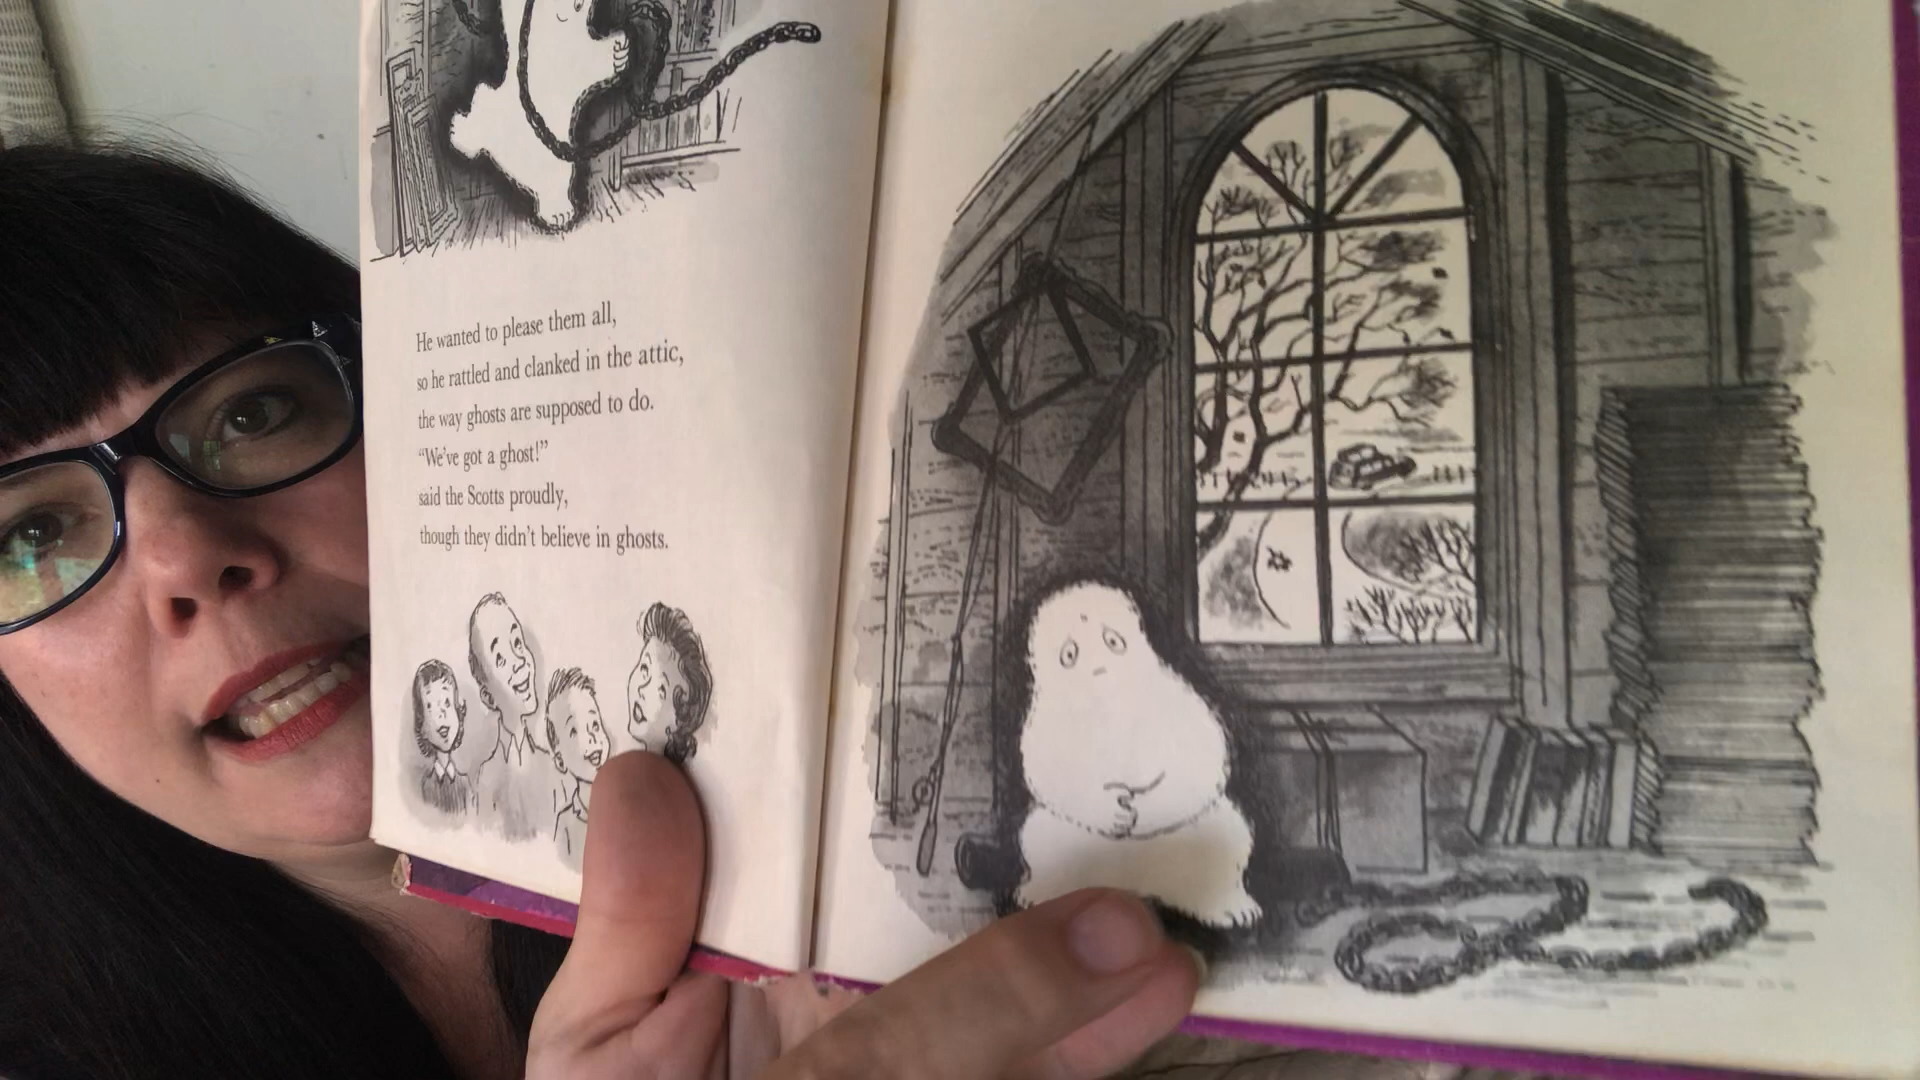 He wanted to please them all,
so he rattled and clanked in the attic,
the way ghosts are supposed to do.
“We’ve got a ghost!”
said the Scotts proudly,
though they didn’t believe in ghosts.